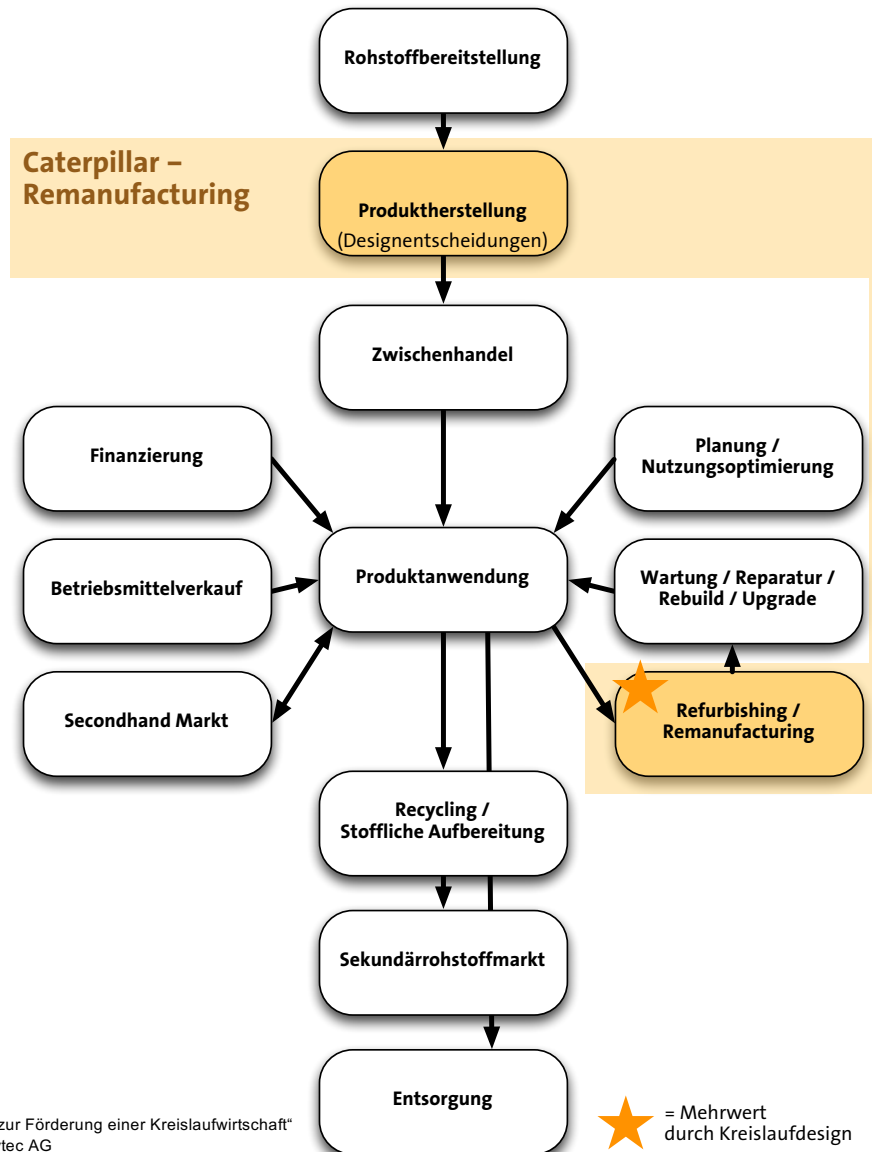 Rohstoffbereitstellung
Caterpillar –
Remanufacturing
Produktherstellung
(Designentscheidungen)
Zwischenhandel
Finanzierung
Planung /
Nutzungsoptimierung
Betriebsmittelverkauf
Produktanwendung
Wartung / Reparatur /
Rebuild / Upgrade
Secondhand Markt
Refurbishing /
Remanufacturing
Recycling /
Stoffliche Aufbereitung
Sekundärrohstoffmarkt
Entsorgung
zur Förderung einer Kreislaufwirtschaft“
tec AG
= Mehrwert
durch Kreislaufdesign